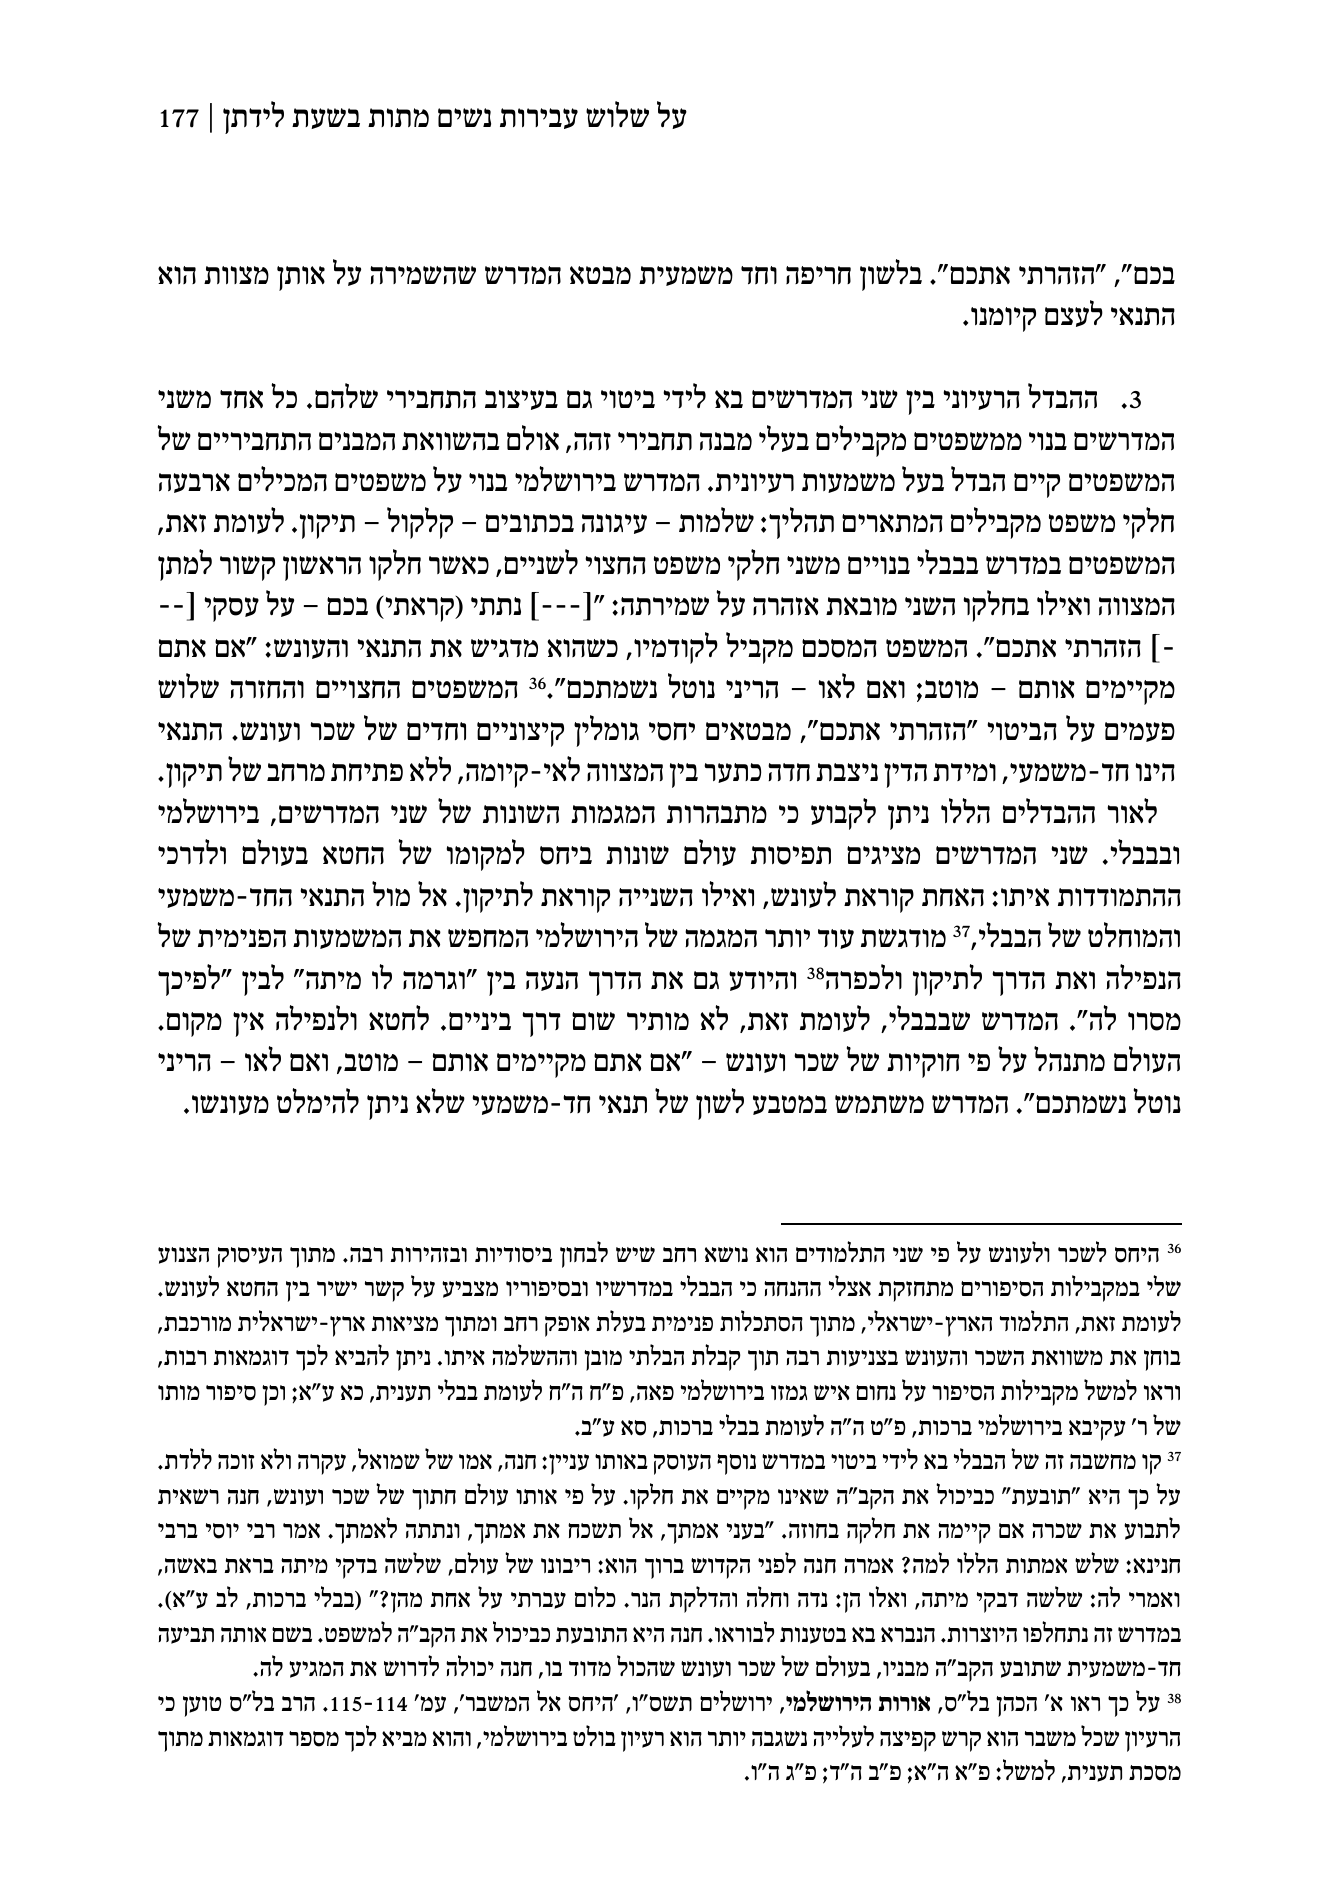 על שלוש עבירות נשים מתות בשעת לידתן | 177
בכם", "הזהרתי אתכם". בלשון חריפה וחד משמעית מבטא המדרש שהשמירה על אותן מצוות הוא
התנאי לעצם קיומנו.
3. ההבדל הרעיוני בין שני המדרשים בא לידי ביטוי גם בעיצוב התחבירי שלהם. כל אחד משני
המדרשים בנוי ממשפטים מקבילים בעלי מבנה תחבירי זהה, אולם בהשוואת המבנים התחביריים של
המשפטים קיים הבדל בעל משמעות רעיונית. המדרש בירושלמי בנוי על משפטים המכילים ארבעה
חלקי משפט מקבילים המתארים תהליך: שלמות – עיגונה בכתובים – קלקול – תיקון. לעומת זאת,
המשפטים במדרש בבבלי בנויים משני חלקי משפט החצוי לשניים, כאשר חלקו הראשון קשור למתן
המצווה ואילו בחלקו השני מובאת אזהרה על שמירתה: "[---] נתתי (קראתי) בכם – על עסקי [--
-] הזהרתי אתכם". המשפט המסכם מקביל לקודמיו, כשהוא מדגיש את התנאי והעונש: "אם אתם
מקיימים אותם – מוטב; ואם לאו – הריני נוטל נשמתכם".36 המשפטים החצויים והחזרה שלוש
פעמים על הביטוי "הזהרתי אתכם", מבטאים יחסי גומלין קיצוניים וחדים של שכר ועונש. התנאי
הינו חד-משמעי, ומידת הדין ניצבת חדה כתער בין המצווה לאי-קיומה, ללא פתיחת מרחב של תיקון.
לאור ההבדלים הללו ניתן לקבוע כי מתבהרות המגמות השונות של שני המדרשים, בירושלמי
ובבבלי. שני המדרשים מציגים תפיסות עולם שונות ביחס למקומו של החטא בעולם ולדרכי
ההתמודדות איתו: האחת קוראת לעונש, ואילו השנייה קוראת לתיקון. אל מול התנאי החד-משמעי
והמוחלט של הבבלי,37 מודגשת עוד יותר המגמה של הירושלמי המחפש את המשמעות הפנימית של
הנפילה ואת הדרך לתיקון ולכפרה38 והיודע גם את הדרך הנעה בין "וגרמה לו מיתה" לבין "לפיכך
מסרו לה". המדרש שבבבלי, לעומת זאת, לא מותיר שום דרך ביניים. לחטא ולנפילה אין מקום.
העולם מתנהל על פי חוקיות של שכר ועונש – "אם אתם מקיימים אותם – מוטב, ואם לאו – הריני
נוטל נשמתכם". המדרש משתמש במטבע לשון של תנאי חד-משמעי שלא ניתן להימלט מעונשו.
36 היחס לשכר ולעונש על פי שני התלמודים הוא נושא רחב שיש לבחון ביסודיות ובזהירות רבה. מתוך העיסוק הצנוע
שלי במקבילות הסיפורים מתחזקת אצלי ההנחה כי הבבלי במדרשיו ובסיפוריו מצביע על קשר ישיר בין החטא לעונש.
לעומת זאת, התלמוד הארץ-ישראלי, מתוך הסתכלות פנימית בעלת אופק רחב ומתוך מציאות ארץ-ישראלית מורכבת,
בוחן את משוואת השכר והעונש בצניעות רבה תוך קבלת הבלתי מובן וההשלמה איתו. ניתן להביא לכך דוגמאות רבות,
וראו למשל מקבילות הסיפור על נחום איש גמזו בירושלמי פאה, פ"ח ה"ח לעומת בבלי תענית, כא ע"א; וכן סיפור מותו
של ר' עקיבא בירושלמי ברכות, פ"ט ה"ה לעומת בבלי ברכות, סא ע"ב.
37 קו מחשבה זה של הבבלי בא לידי ביטוי במדרש נוסף העוסק באותו עניין: חנה, אמו של שמואל, עקרה ולא זוכה ללדת.
על כך היא "תובעת" כביכול את הקב"ה שאינו מקיים את חלקו. על פי אותו עולם חתוך של שכר ועונש, חנה רשאית
לתבוע את שכרה אם קיימה את חלקה בחוזה. "בעני אמתך, אל תשכח את אמתך, ונתתה לאמתך. אמר רבי יוסי ברבי
חנינא: שלש אמתות הללו למה? אמרה חנה לפני הקדוש ברוך הוא: ריבונו של עולם, שלשה בדקי מיתה בראת באשה,
ואמרי לה: שלשה דבקי מיתה, ואלו הן: נדה וחלה והדלקת הנר. כלום עברתי על אחת מהן?" (בבלי ברכות, לב ע"א).
במדרש זה נתחלפו היוצרות. הנברא בא בטענות לבוראו. חנה היא התובעת כביכול את הקב"ה למשפט. בשם אותה תביעה
חד-משמעית שתובע הקב"ה מבניו, בעולם של שכר ועונש שהכול מדוד בו, חנה יכולה לדרוש את המגיע לה.
38 על כך ראו א' הכהן בל"ס, אורות הירושלמי, ירושלים תשס"ו, 'היחס אל המשבר', עמ' 115-114. הרב בל"ס טוען כי
הרעיון שכל משבר הוא קרש קפיצה לעלייה נשגבה יותר הוא רעיון בולט בירושלמי, והוא מביא לכך מספר דוגמאות מתוך
מסכת תענית, למשל: פ"א ה"א; פ"ב ה"ד; פ"ג ה"ו.